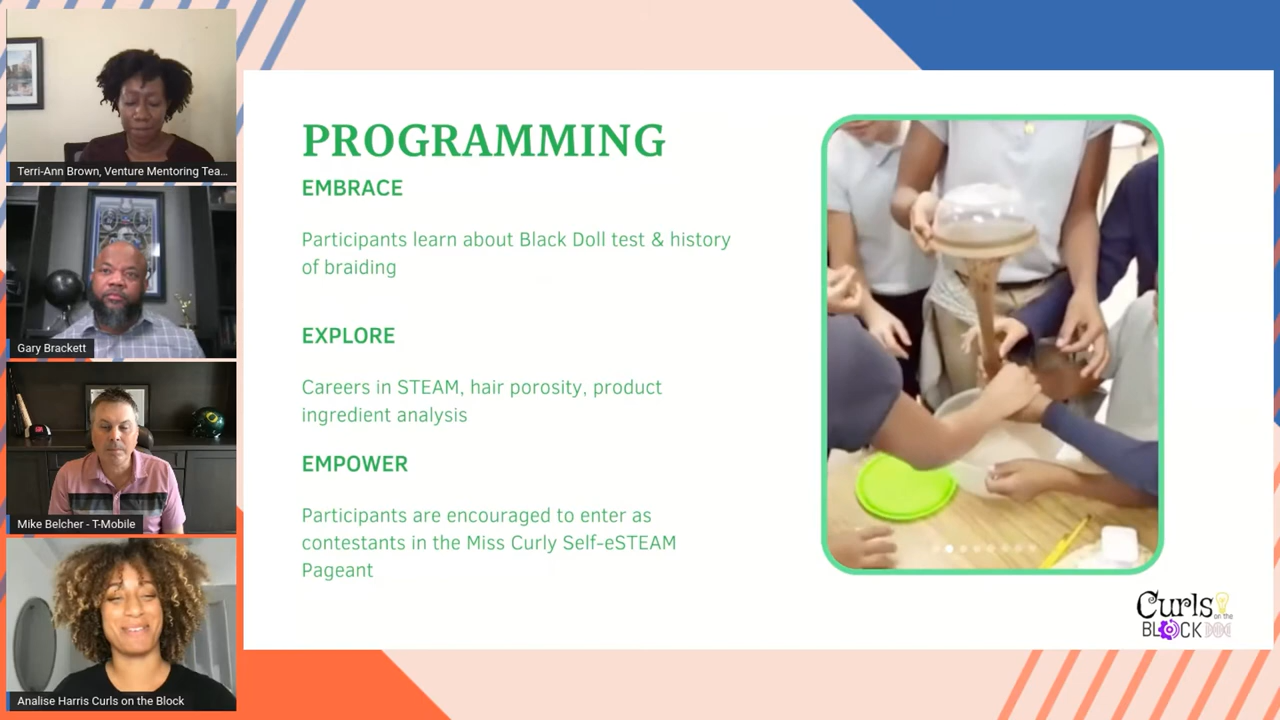 Terri-Ann Brown, Venture Mentoring Tea...
Gary Brackett
Mike Belcher - T-Mobile
Analise Harris Curls on the Block
PROGRAMMING
EMBRACE
Participants learn about Black Doll test & history
of braiding
EXPLORE
Careers in STEAM, hair porosity, product
ingredient analysis
EMPOWER
Participants are encouraged to enter as
contestants in the Miss Curly Self-eSTEAM
Pageant
Curls
on the
BLOCK